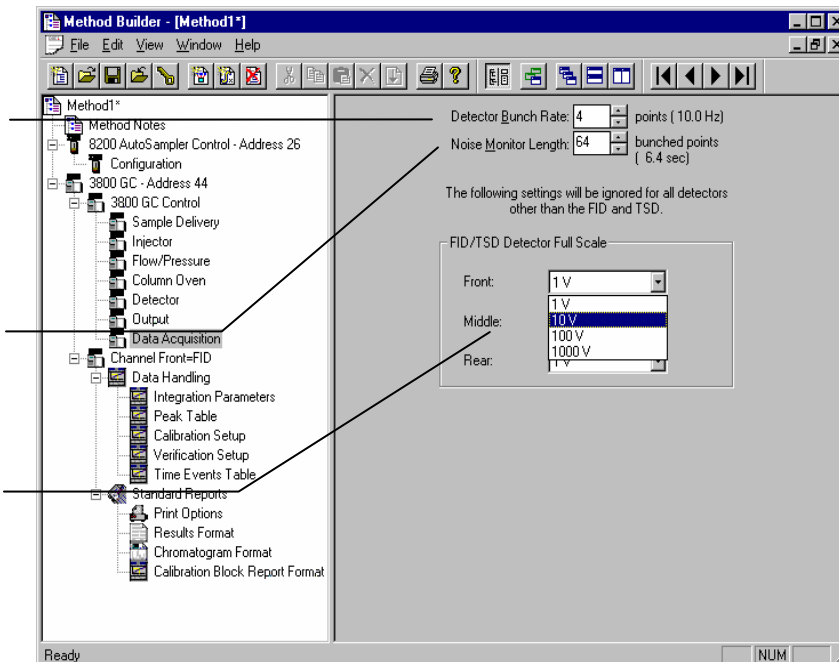 Method Builder - [Method1*]
File Edit View Window Help
Method1*
Method Notes
8200 AutoSampler Control - Address 26
Configuration
3800 GC - Address 44
3800 GC Control
Sample Delivery
Injector
Flow/Pressure
Column Oven
Detector
Output
Data Acquisition
Channel Front=FID
Data Handling
Integration Parameters
Peak Table
Calibration Setup
Verification Setup
Time Events Table
Standard Reports
Print Options
Results Format
Chromatogram Format
Calibration Block Report Format
Detector Bunch Rate: 4 points ( 10.0 Hz)
Noise Monitor Length: 64 bunched points
( 6.4 sec)
The following settings will be ignored for all detectors
other than the FID and TSD.
FID/TSD Detector Full Scale
Front: 1 V
1 V
Middle: 10 V
100 V
1000 V
Rear: 1 V
Ready NUM